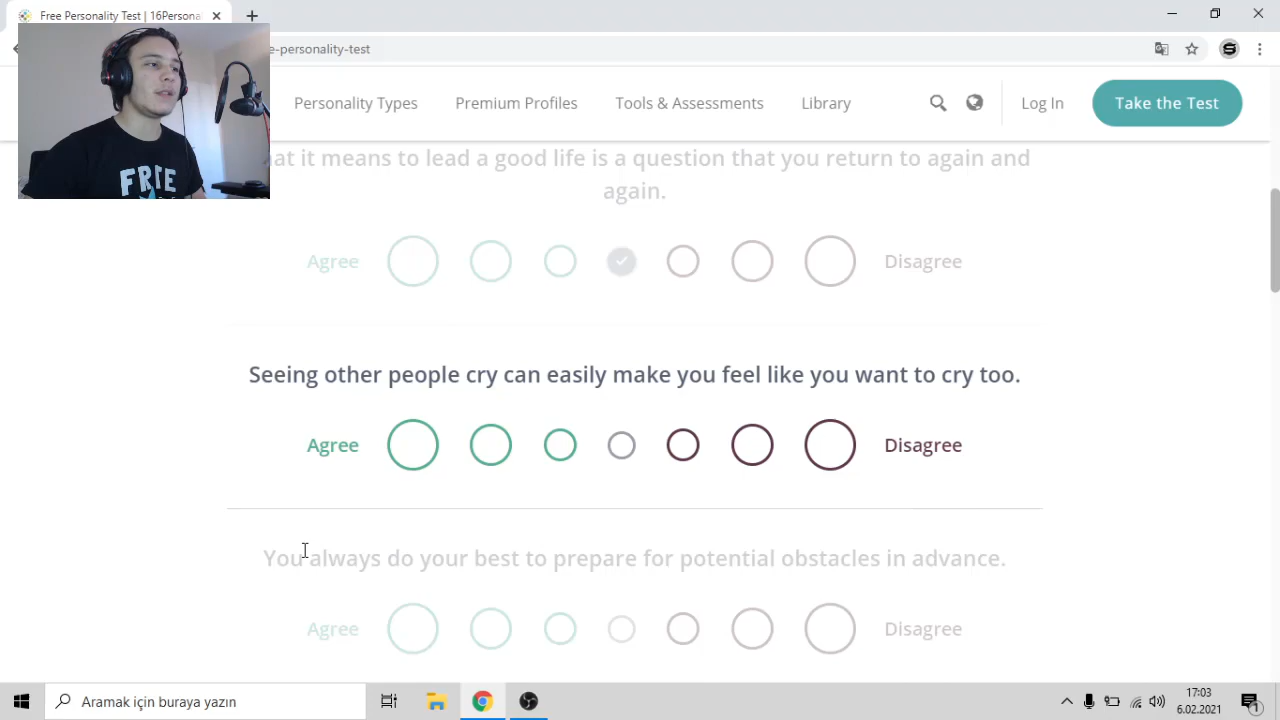 Free Personality Test | 16Persona
e-personality-test
Personality Types
Premium Profiles
Tools & Assessments
Library
Log In
Take the Test
at it means to lead a good life is a question that you return to again and
again.
Agree
Disagree
Seeing other people cry can easily make you feel like you want to cry too.
Agree
Disagree
You always do your best to prepare for potential obstacles in advance.
Agree
Disagree
FREE
Aramak için buraya yazın
17:03
6.02.2021